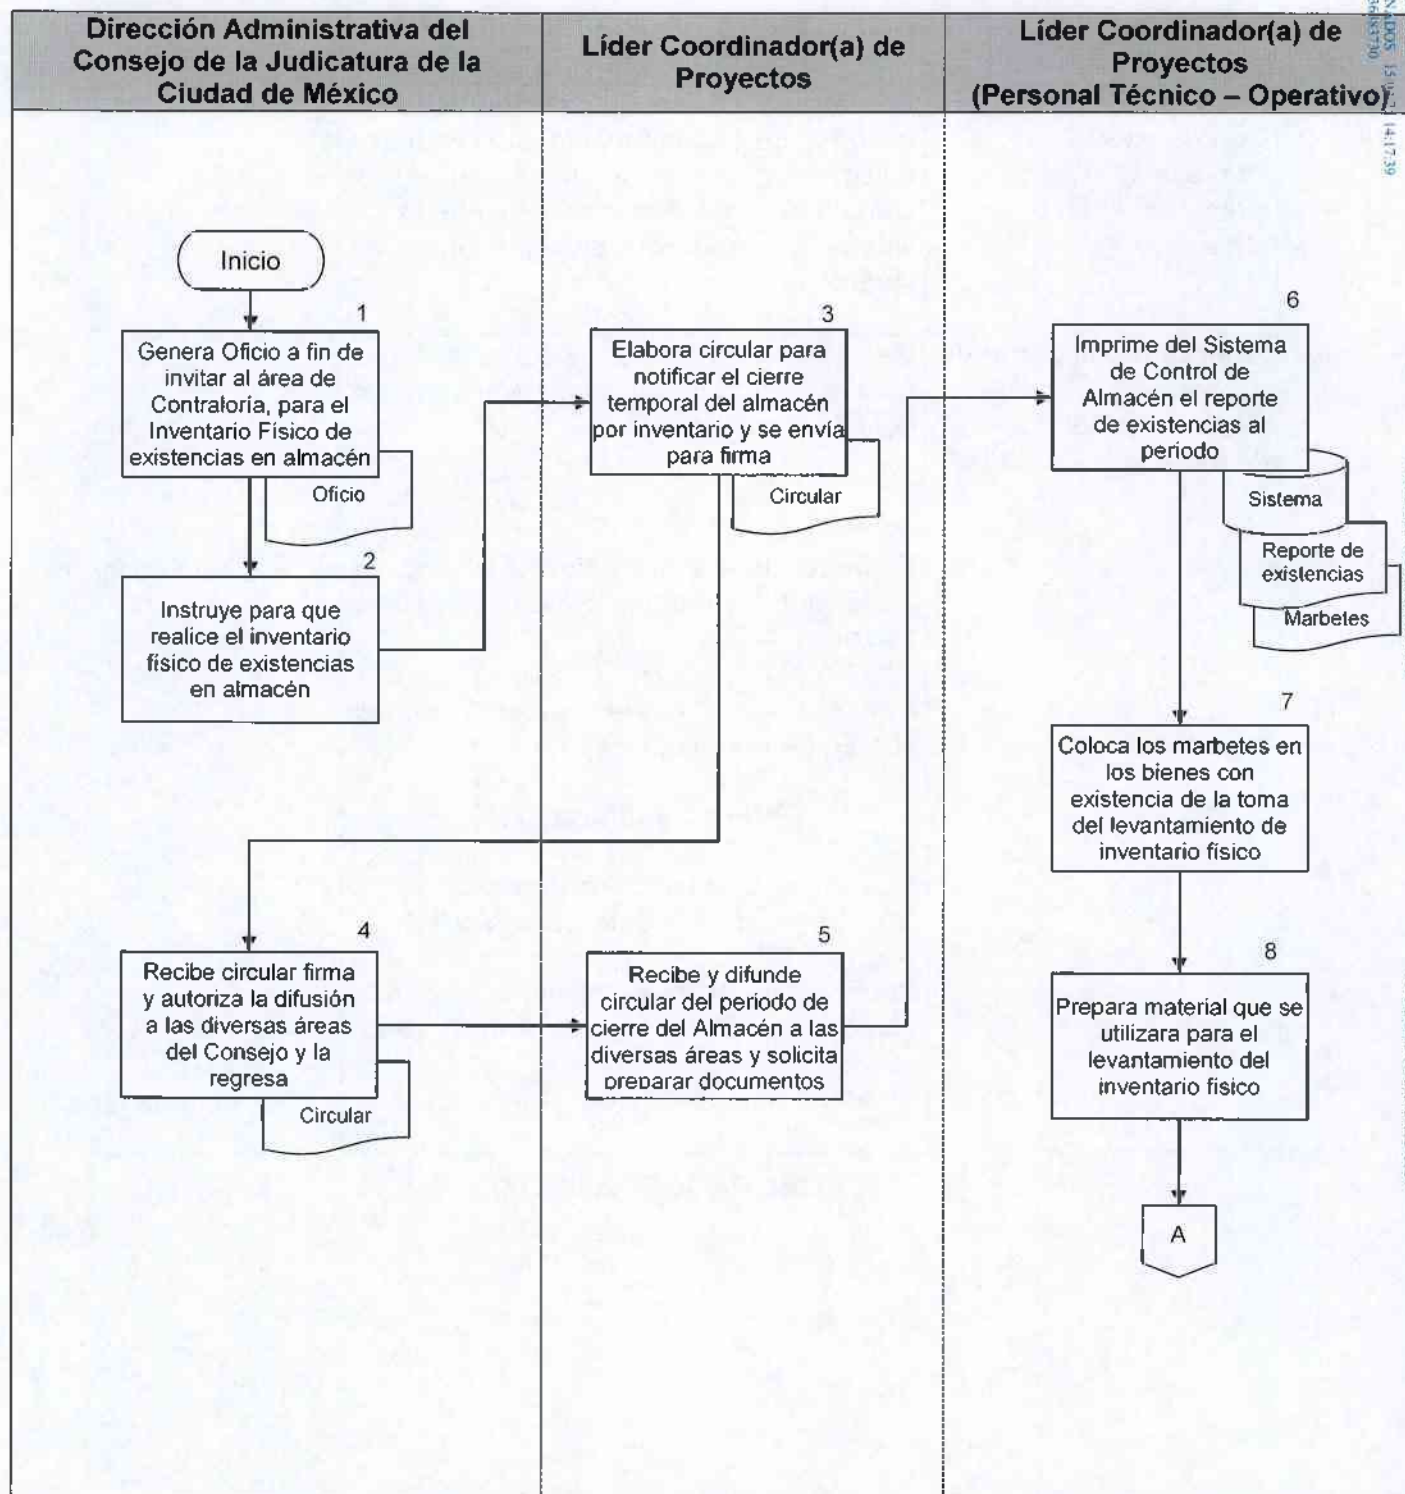 Dirección Administrativa del
Consejo de la Judicatura de la
Ciudad de México
Líder Coordinador(a) de
Proyectos
Líder Coordinador(a) de
Proyectos
(Personal Técnico – Operativo)
14:17:39
Inicio
1
Genera Oficio a fin de
invitar al área de
Contraloría, para el
Inventario Físico de
existencias en almacén
Oficio
2
Instruye para que
realice el inventario
físico de existencias
en almacén
3
Elabora circular para
notificar el cierre
temporal del almacén
por inventario y se envía
para firma
Circular
4
Recibe circular firma
y autoriza la difusión
a las diversas áreas
del Consejo y la
regresa
Circular
5
Recibe y difunde
circular del periodo de
cierre del Almacén a las
diversas áreas y solicita
preparar documentos
6
Imprime del Sistema
de Control de
Almacén el reporte
de existencias al
periodo
Sistema
Reporte de
existencias
Marbetes
7
Coloca los marbetes en
los bienes con
existencia de la toma
del levantamiento de
inventario físico
8
Prepara material que se
utilizara para el
levantamiento del
inventario físico
A